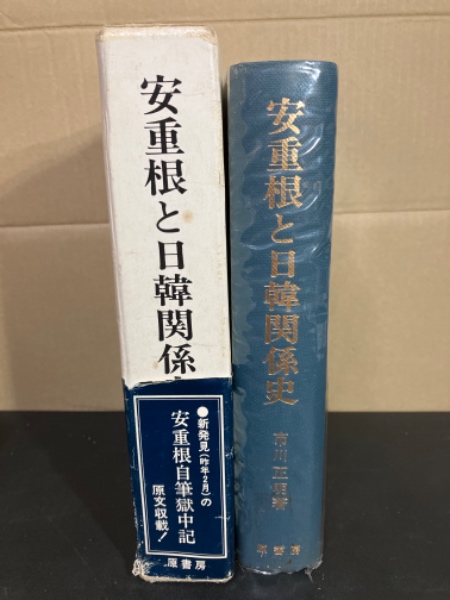 安重根と日韓関係史
●新発見(昨年2月)の
安重根自筆獄中記
原文収載!
原書房
安重根と日韓関係史
市川正明著
原書房